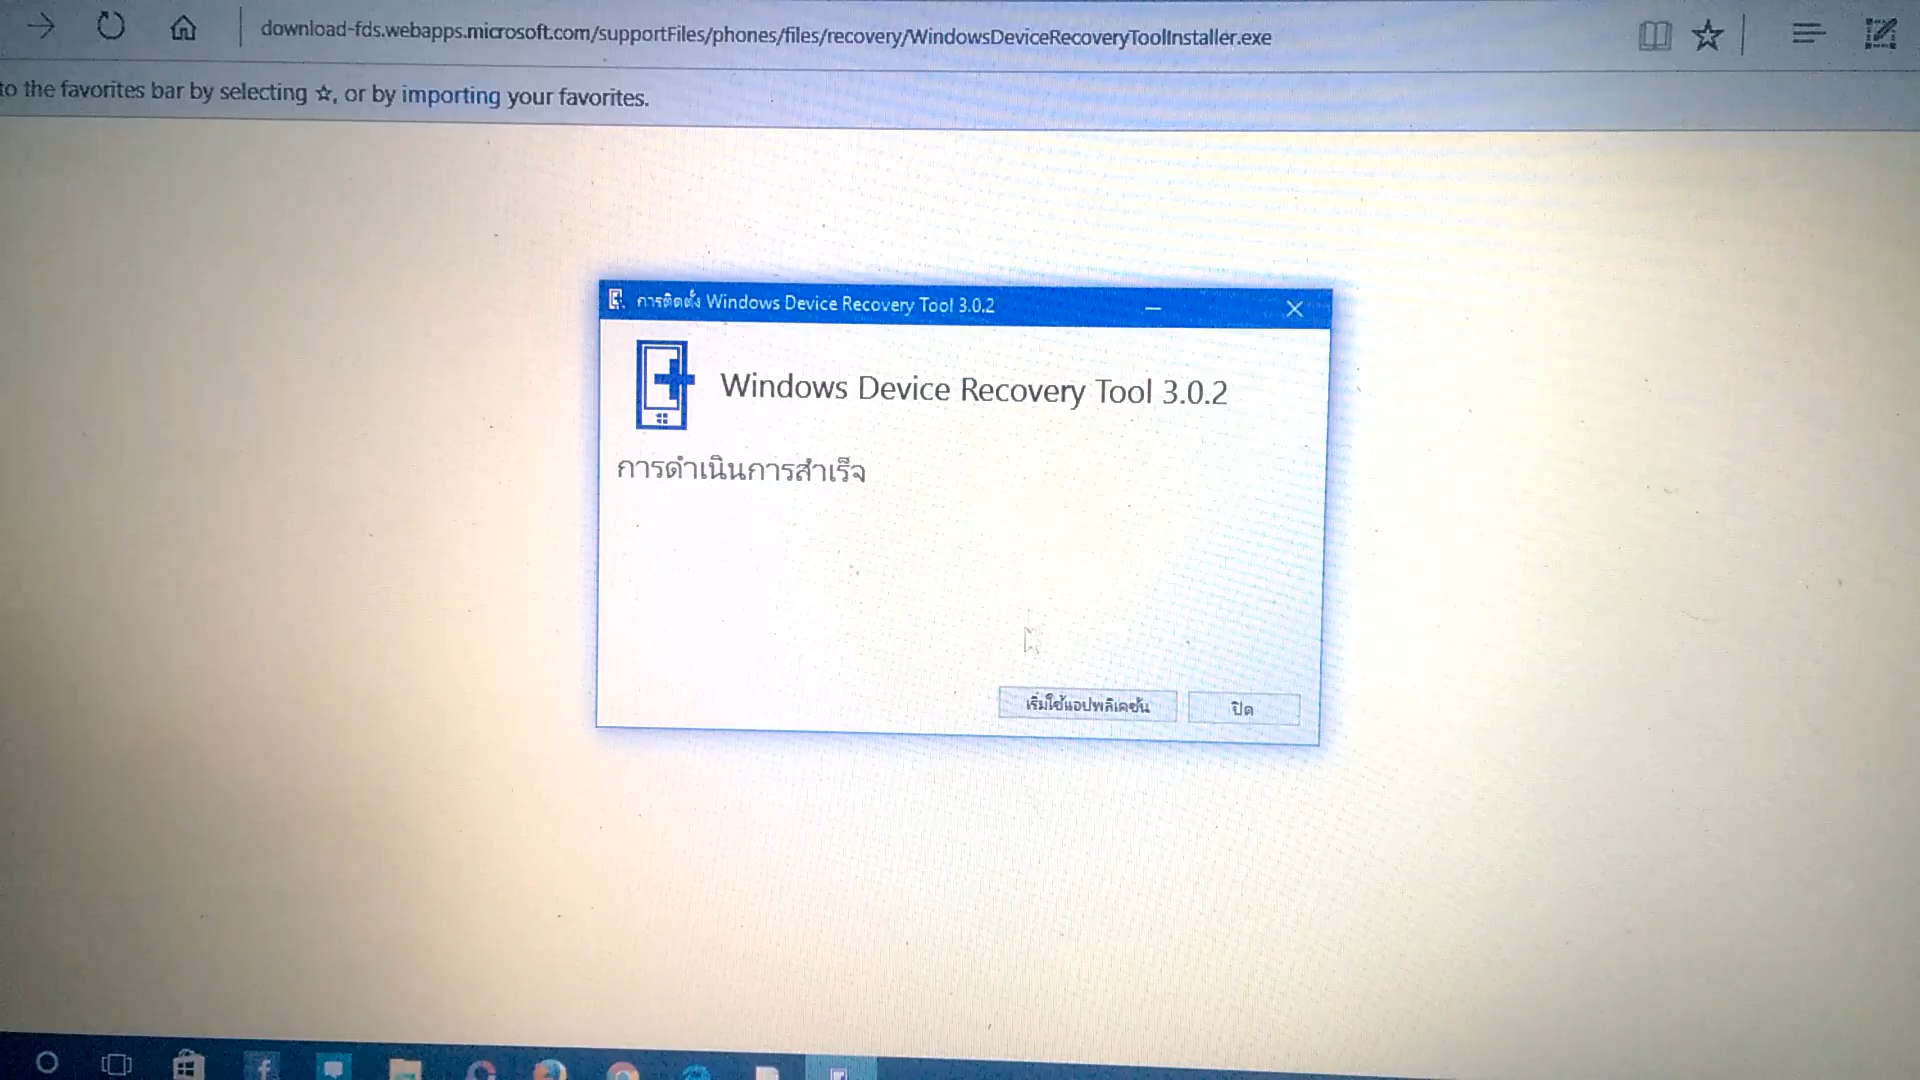 download-fds.webapps.microsoft.com/supportFiles/phones/files/recovery/WindowsDeviceRecoveryToolInstaller.exe
to the favorites bar by selecting ☆, or by importing your favorites.
การติดตั้ง Windows Device Recovery Tool 3.0.2
Windows Device Recovery Tool 3.0.2
การดำเนินการสำเร็จ
เริ่มใช้แอปพลิเคชั่น
ปิด